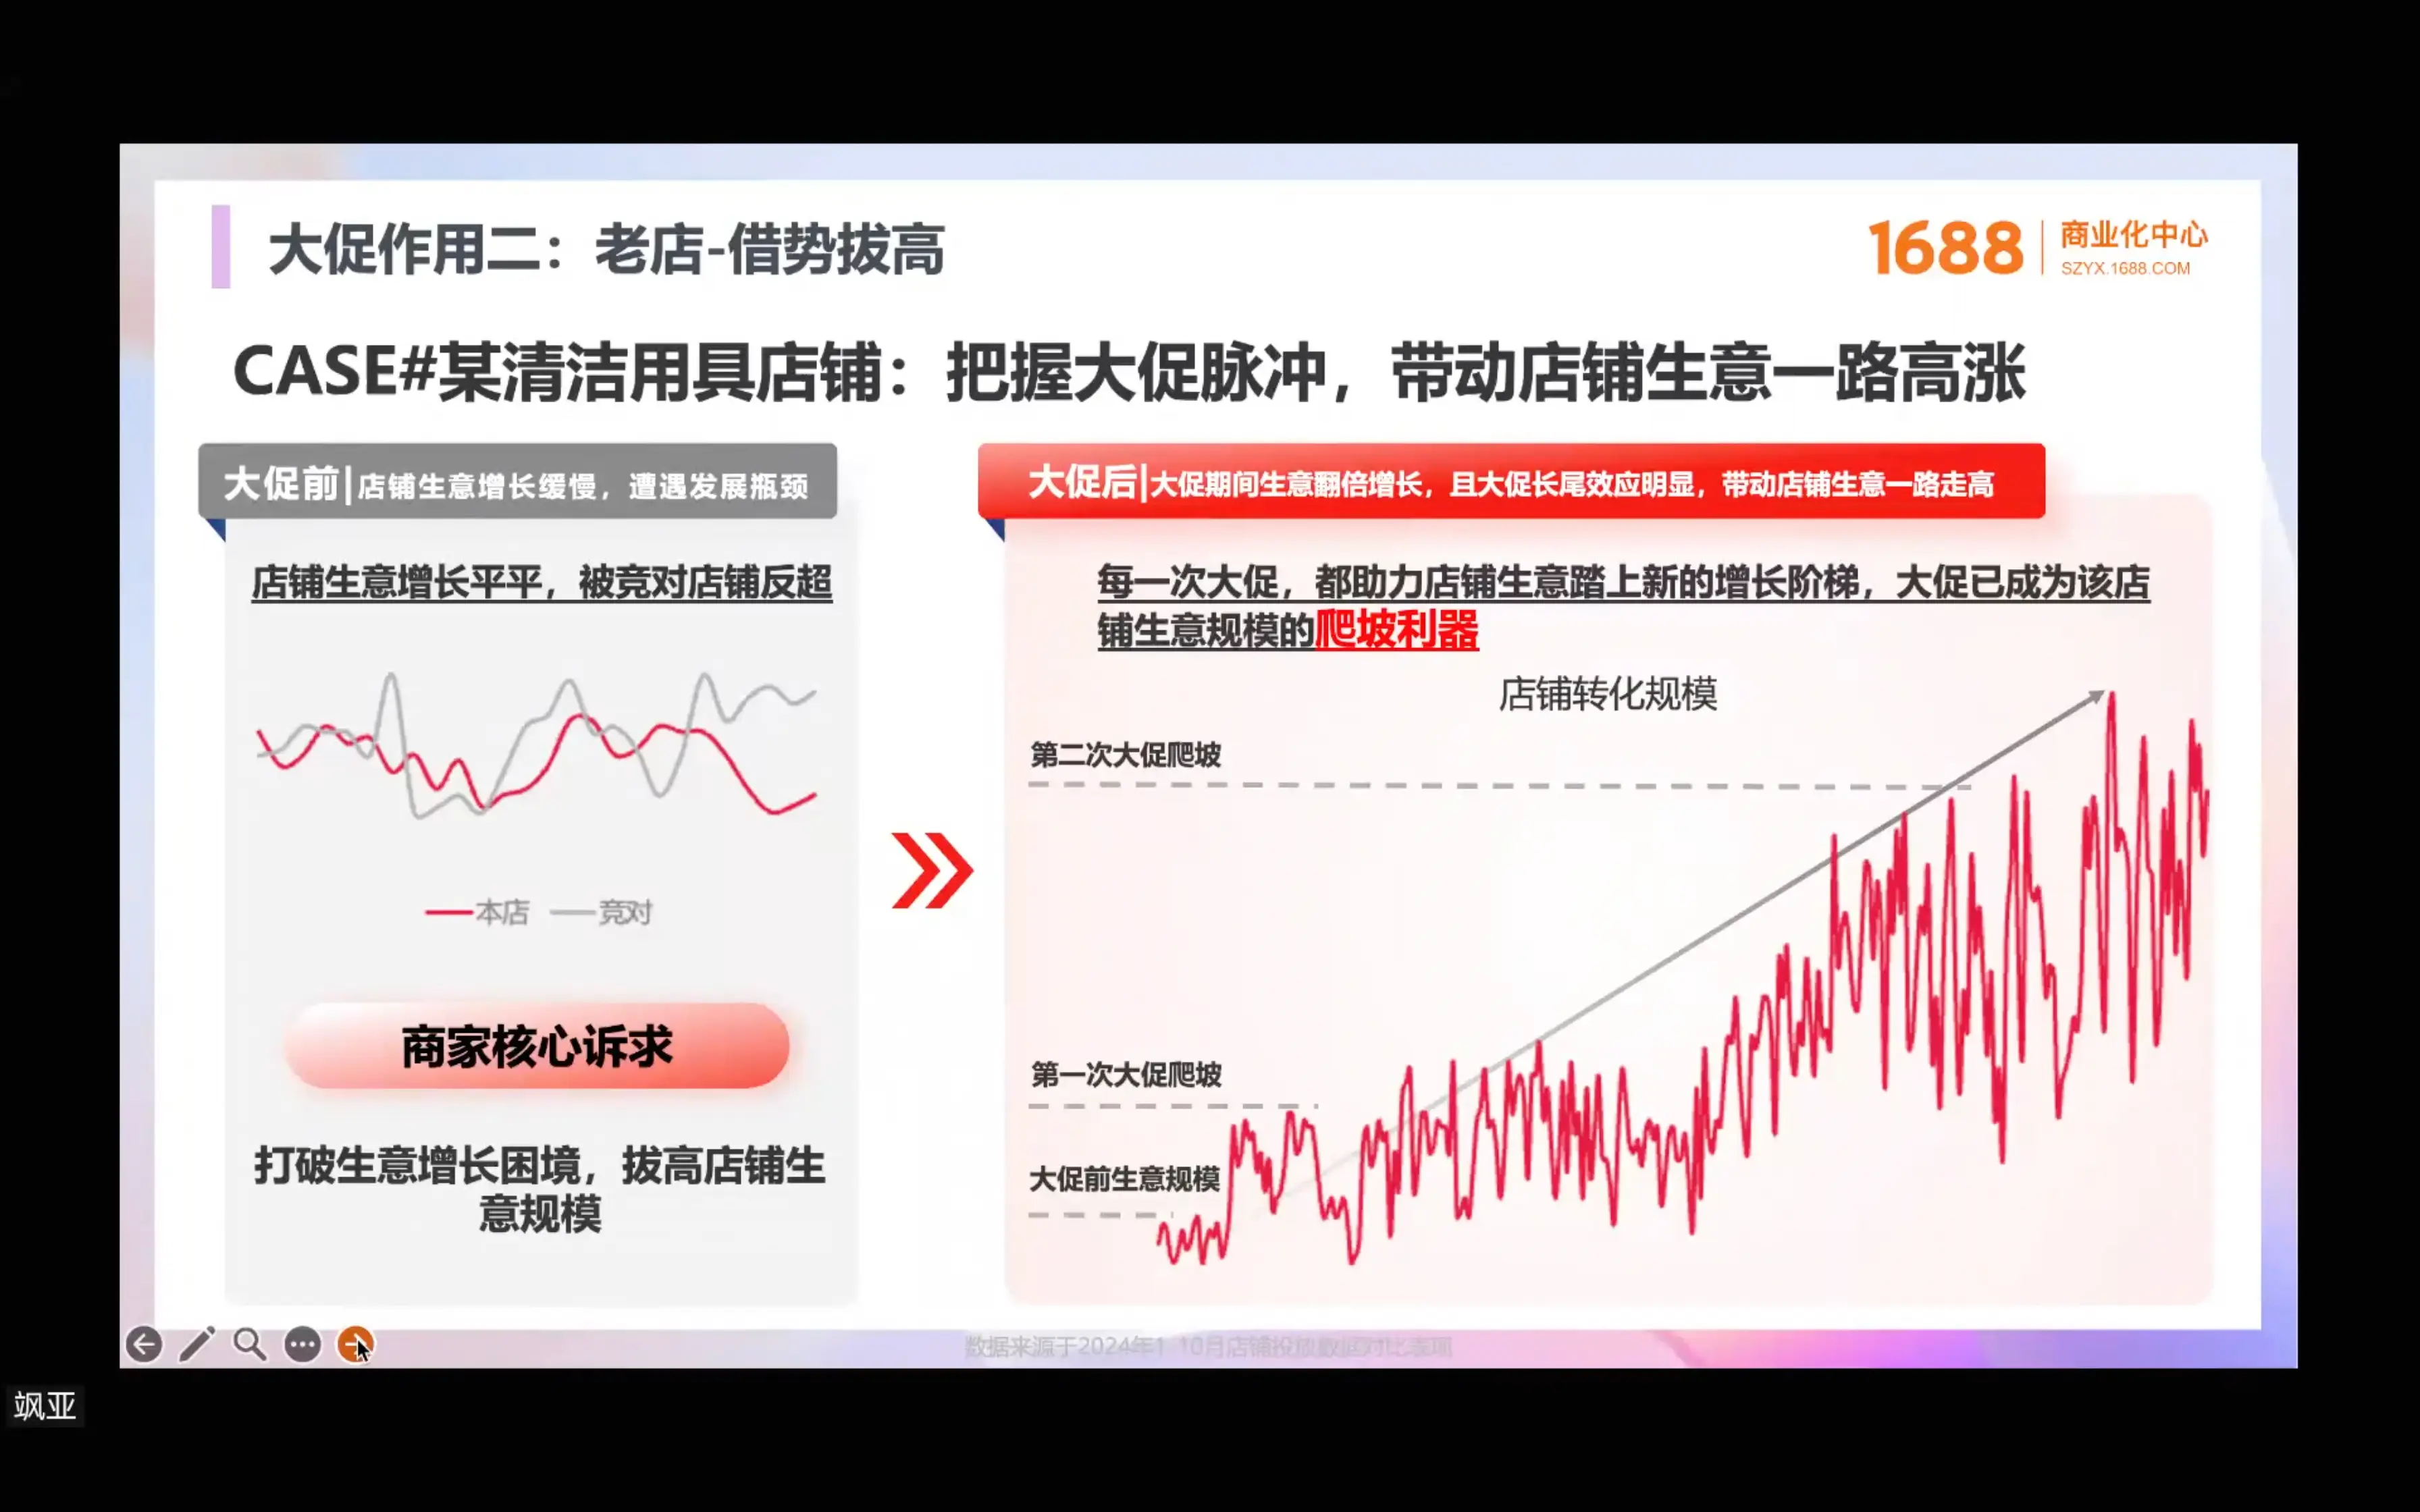 大促作用二：老店-借势拔高
1688 商业化中心
SZYX.1688.COM
CASE#某清洁用具店铺：把握大促脉冲，带动店铺生意一路高涨
大促前|店铺生意增长缓慢，遭遇发展瓶颈
店铺生意增长平平，被竞对店铺反超
本店 竞对
商家核心诉求
打破生意增长困境，拔高店铺生
意规模
大促后|大促期间生意翻倍增长，且大促长尾效应明显，带动店铺生意一路走高
每一次大促，都助力店铺生意踏上新的增长阶梯，大促已成为该店
铺生意规模的爬坡利器
店铺转化规模
第二次大促爬坡
第一次大促爬坡
大促前生意规模
数据来源于2024年1-10月店铺投放数据对比表现
飒亚